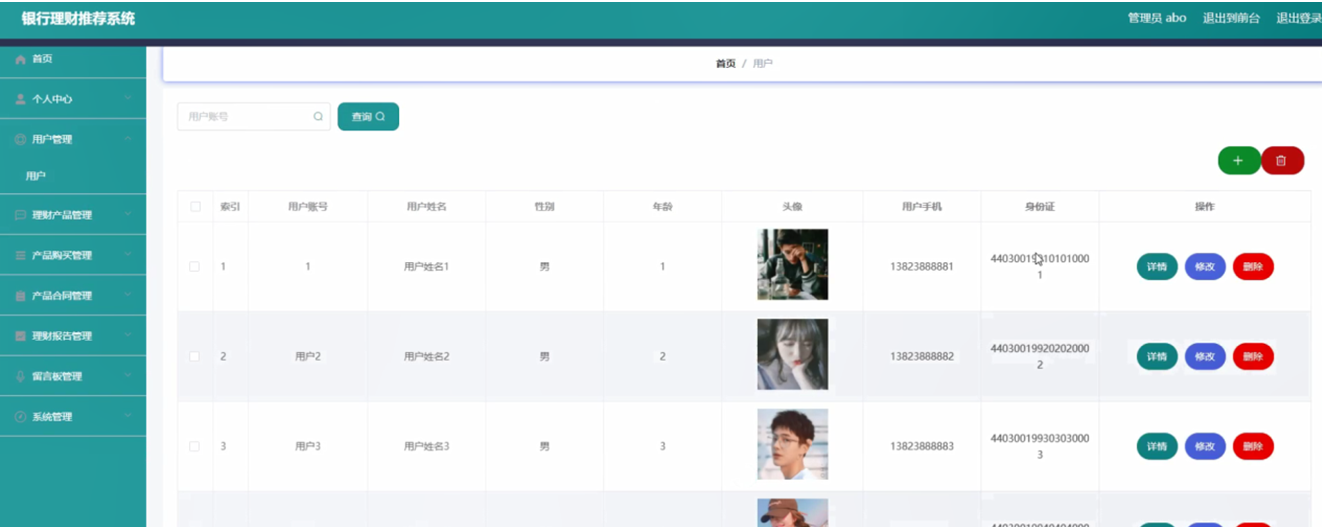 银行理财推荐系统
管理员 abo 退出到前台 退出登录
首页
个人中心
用户管理
用户
理财产品管理
产品购买管理
产品合同管理
理财报告管理
留言板管理
系统管理
首页 / 用户
用户账号
查询
索引 用户账号 用户姓名 性别 年龄 头像 用户手机 身份证 操作
1 1 用户姓名1 男 1 13823888881 44030019910101000
1 详情 修改 删除
2 用户2 用户姓名2 男 2 13823888882 44030019920202000
2 详情 修改 删除
3 用户3 用户姓名3 男 3 13823888883 44030019930303000
3 详情 修改 删除